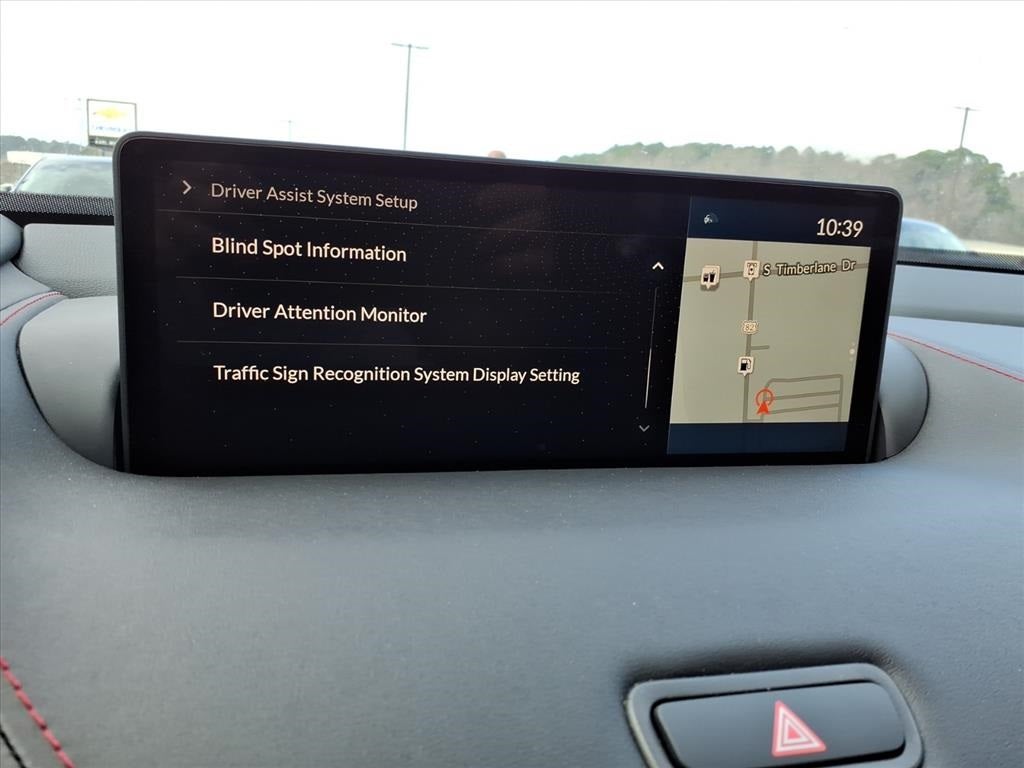 CHEVROLET
Driver Assist System Setup
10:39
Blind Spot Information
S Timberlane Dr
Driver Attention Monitor
82
Traffic Sign Recognition System Display Setting